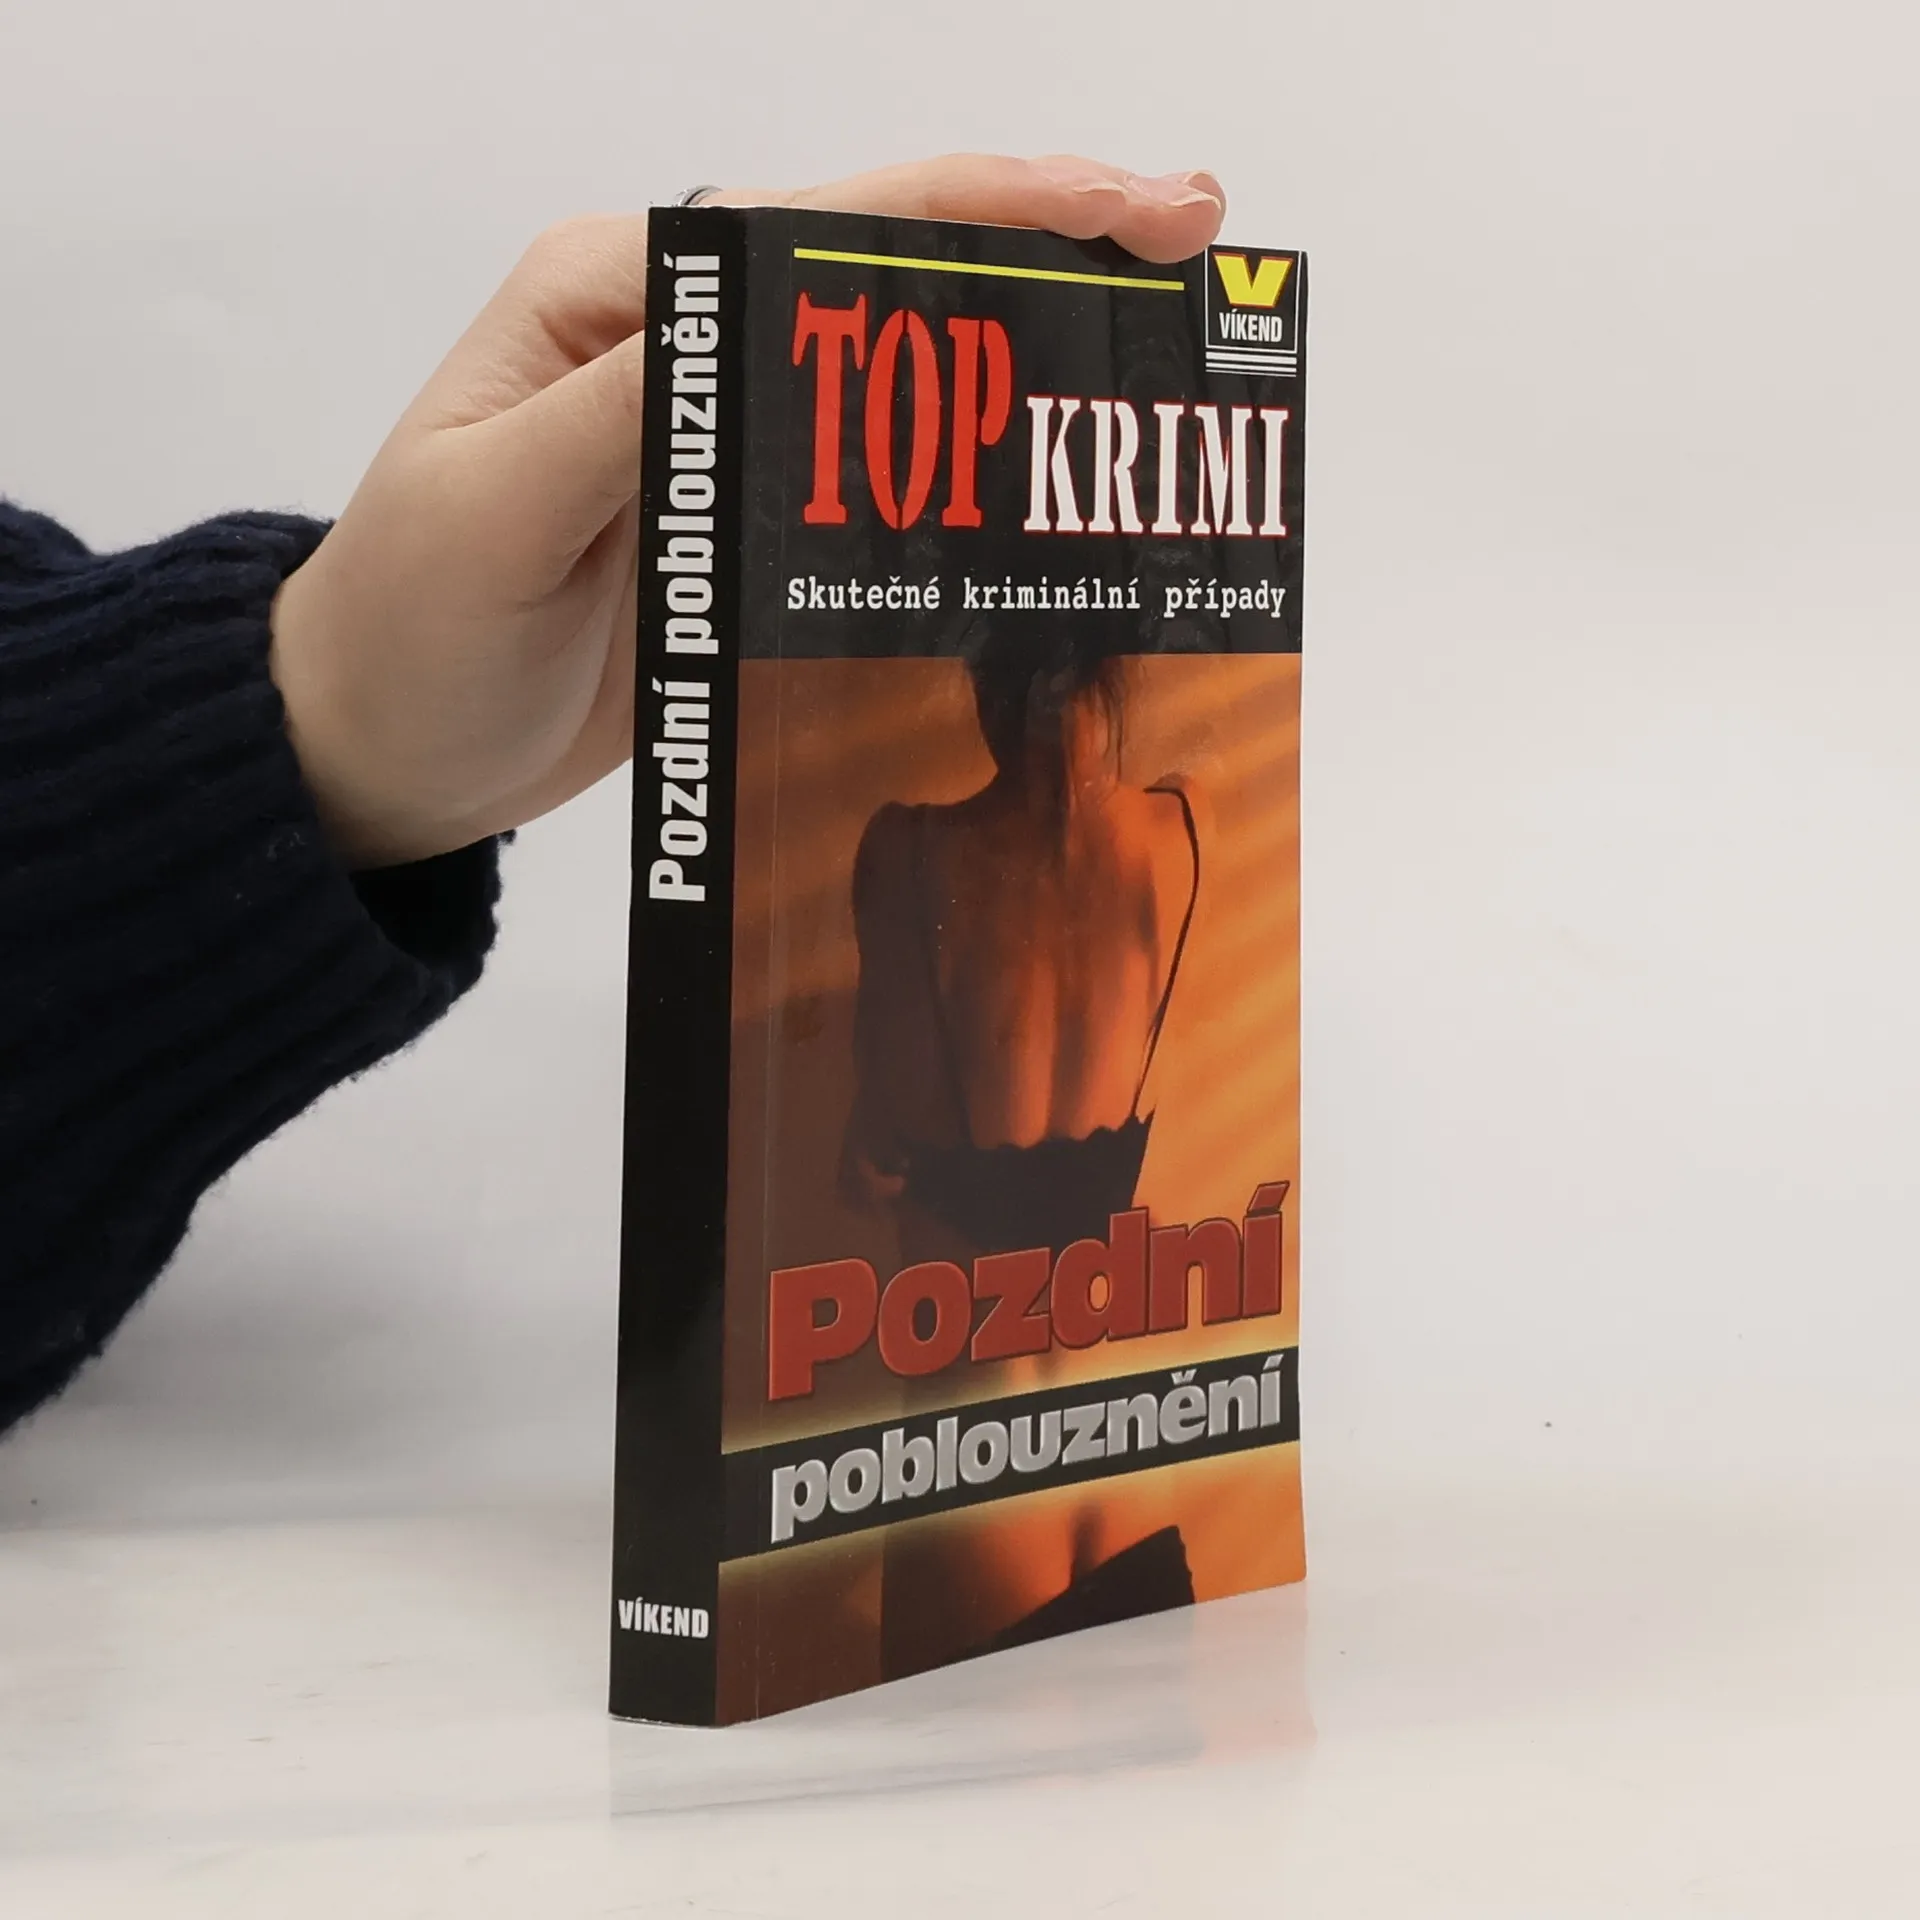 Pozdní poblouznění
VÍKEND
V
VÍKEND
TOP KRIMI
Skutečné kriminální případy
Pozdní
poblouznění